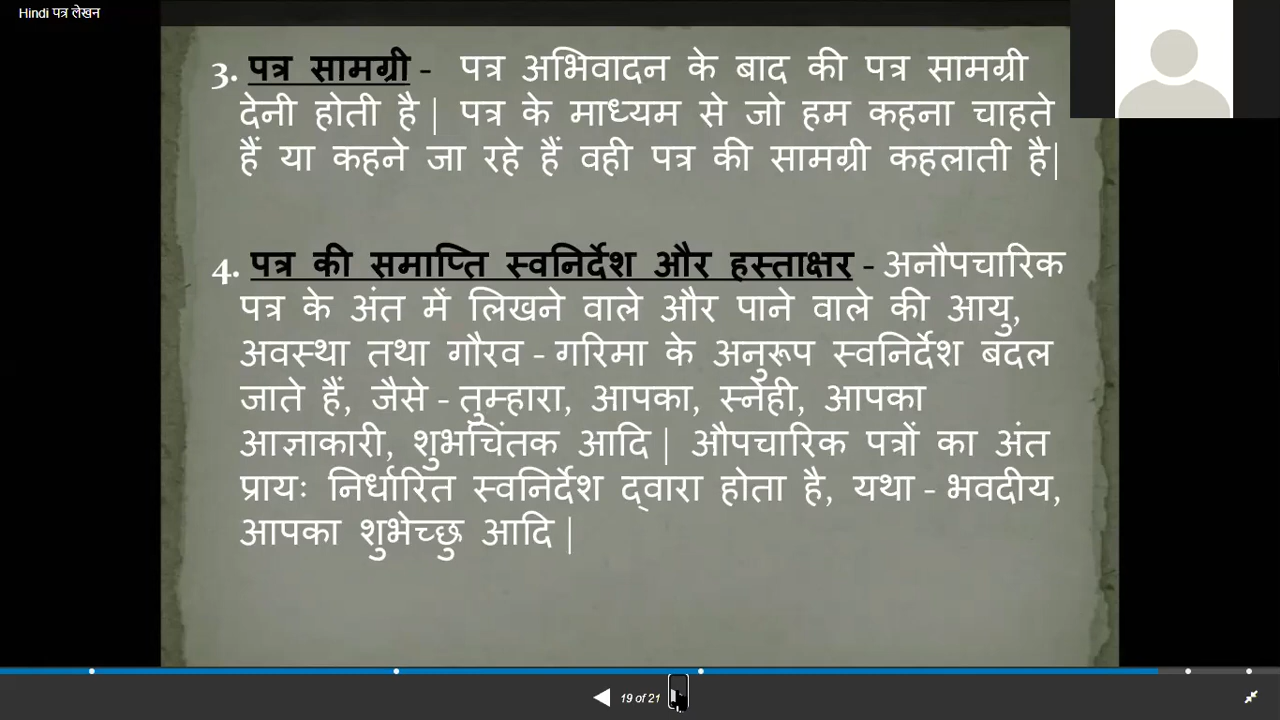 Hindi पत्र लेखन
3. पत्र सामग्री - पत्र अभिवादन के बाद की पत्र सामग्री
देनी होती है| पत्र के माध्यम से जो हम कहना चाहते
हैं या कहने जा रहे हैं वही पत्र की सामग्री कहलाती है|
4. पत्र की समाप्ति स्वनिर्देश और हस्ताक्षर - अनौपचारिक
पत्र के अंत में लिखने वाले और पाने वाले की आयु,
अवस्था तथा गौरव - गरिमा के अनुरूप स्वनिर्देश बदल
जाते हैं, जैसे - तुम्हारा, आपका, स्नेही, आपका
आज्ञाकारी, शुभचिंतक आदि| औपचारिक पत्रों का अंत
प्रायः निर्धारित स्वनिर्देश द्वारा होता है, यथा - भवदीय,
आपका शुभेच्छु आदि|
19 of 21